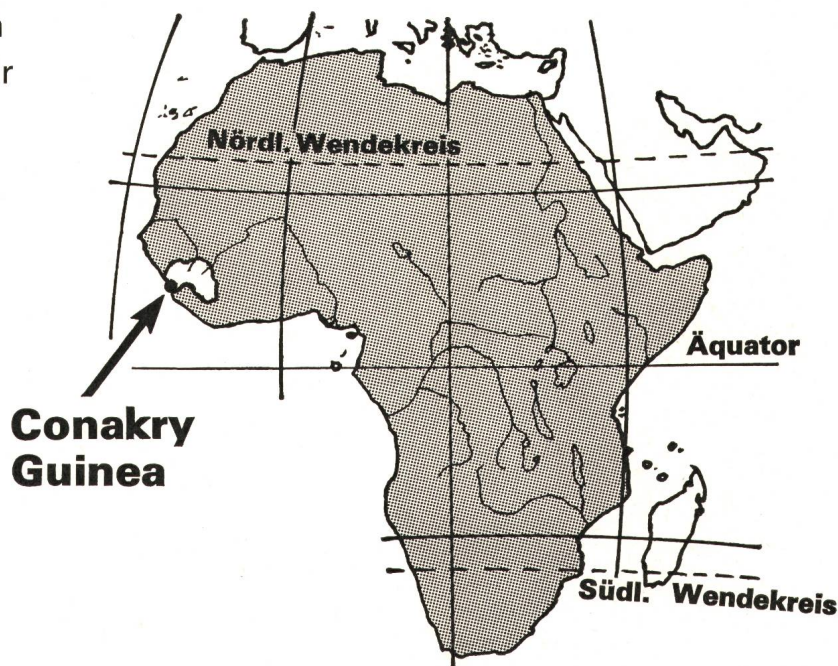 r
Nördl. Wendekreis
Äquator
Conakry
Guinea
Südl. Wendekreis